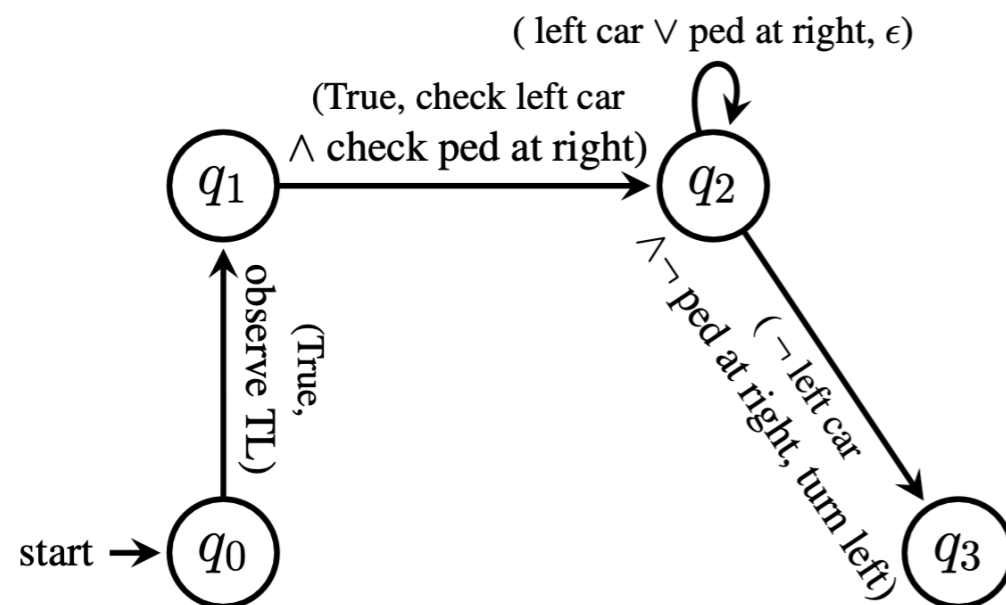 ( left car ∨ ped at right, ϵ)
(True, check left car
∧ check ped at right)
q1
q2
(True,
observe TL)
( ¬ left car
∧¬ ped at right, turn left)
start
q0
q3